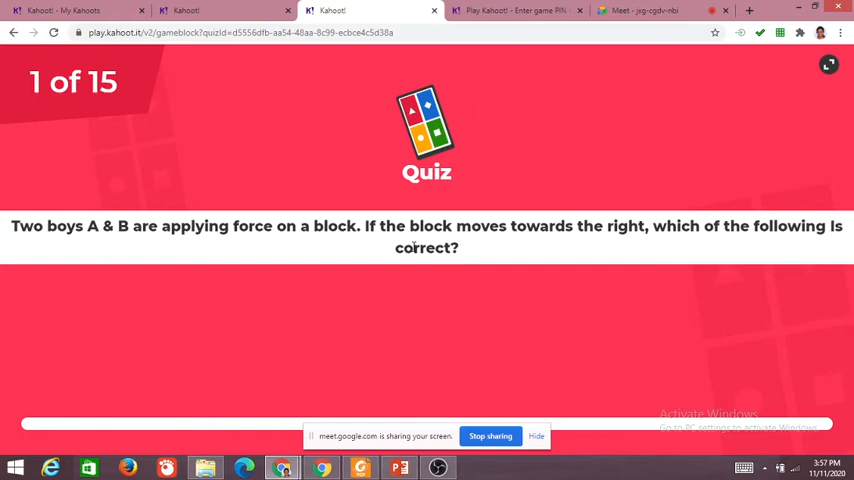 Kahoot! - My Kahoots
Kahoot!
Kahoot!
Play Kahoot! - Enter game PIN
Meet - jxg-cgdv-nbi
play.kahoot.it/v2/gameblock?quizId=d5556dfb-aa54-48aa-8c99-ecbce4c5d38a
1 of 15
Quiz
Two boys A & B are applying force on a block. If the block moves towards the right, which of the following Is
correct?
Activate Windows
Go to PC settings to activate Windows.
meet.google.com is sharing your screen.
Stop sharing
Hide
3:57 PM
11/11/2020